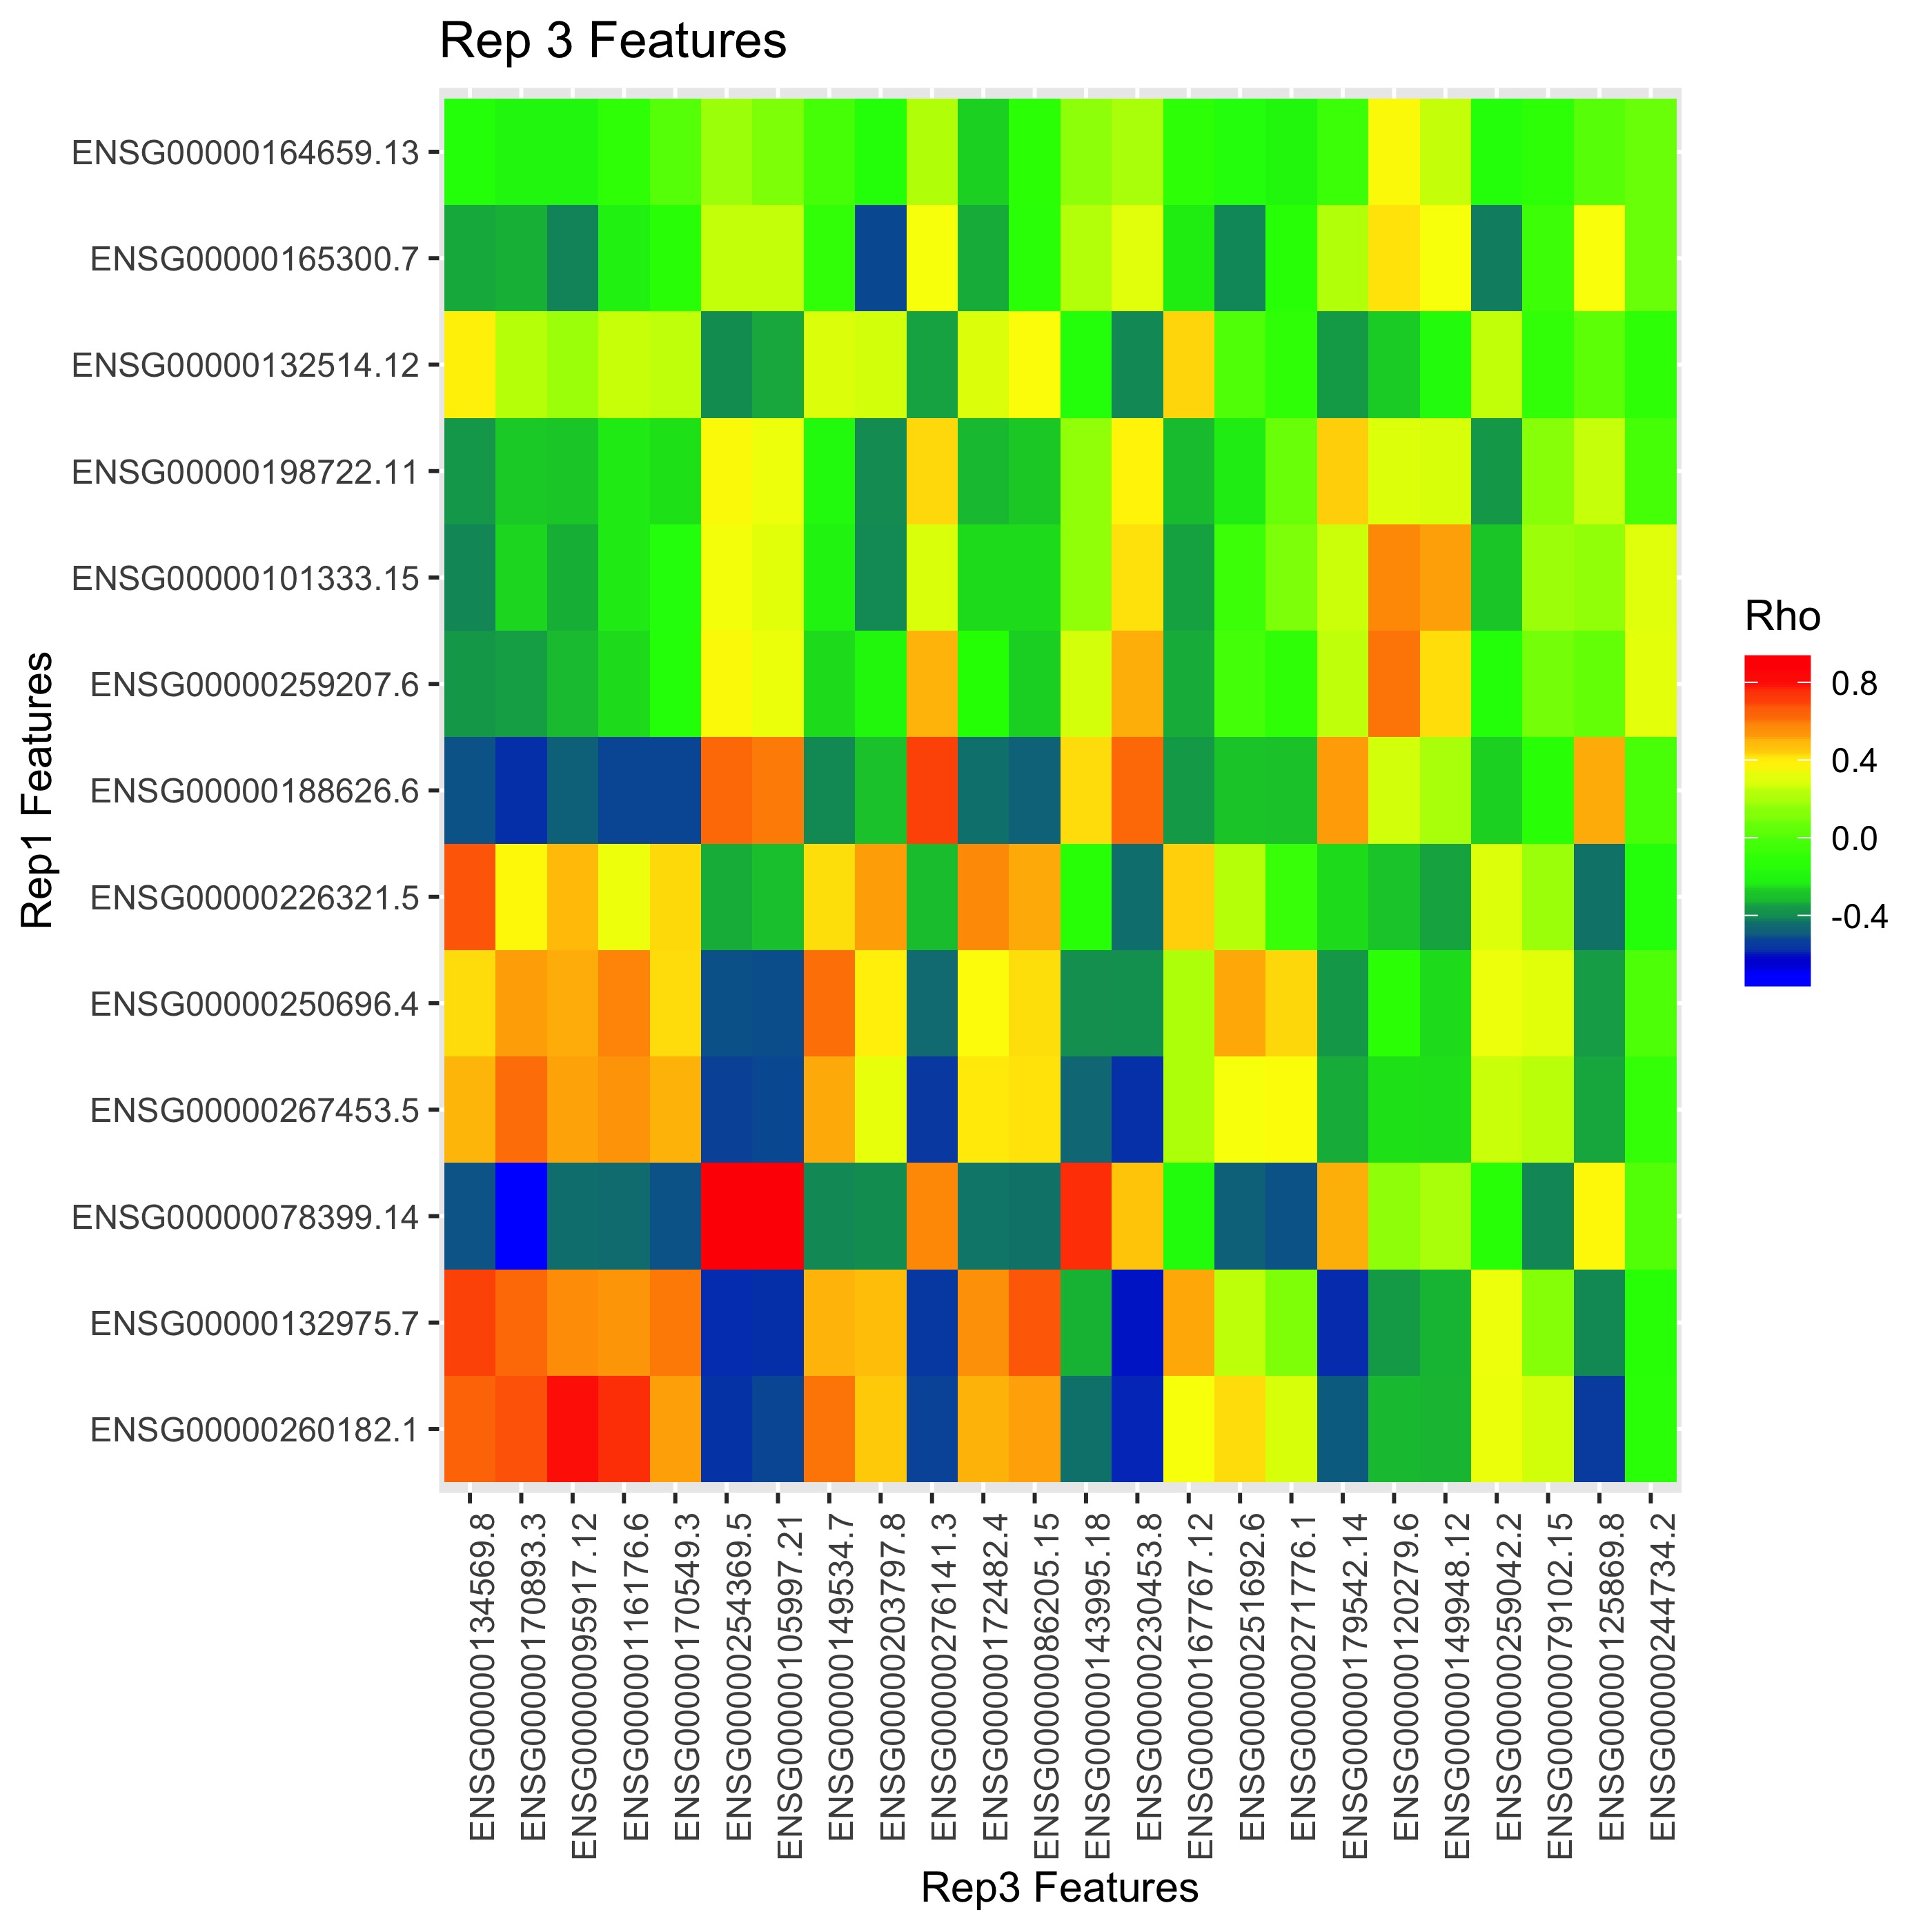 Rep 3 Features
ENSG00000164659.13
ENSG00000165300.7
ENSG00000132514.12
ENSG00000198722.11
ENSG00000101333.15
ENSG00000259207.6
ENSG00000188626.6
ENSG00000226321.5
ENSG00000250696.4
ENSG00000267453.5
ENSG00000078399.14
ENSG00000132975.7
ENSG00000260182.1
Rep1 Features
ENSG00000134569.8
ENSG00000170893.3
ENSG00000095917.12
ENSG00000116176.6
ENSG00000170549.3
ENSG00000254369.5
ENSG00000105997.21
ENSG00000149534.7
ENSG00000203797.8
ENSG00000276141.3
ENSG00000172482.4
ENSG00000086205.15
ENSG00000143995.18
ENSG00000230453.8
ENSG00000167767.12
ENSG00000251692.6
ENSG00000271776.1
ENSG00000179542.14
ENSG00000120279.6
ENSG00000149948.12
ENSG00000259042.2
ENSG00000079102.15
ENSG00000125869.8
ENSG00000244734.2
Rep3 Features
Rho
0.8
0.4
0.0
-0.4